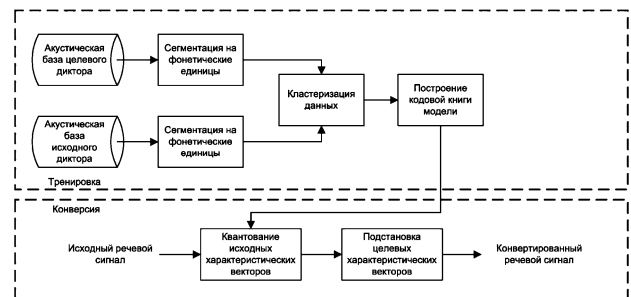 Акустическая
база целевого
диктора
Сегментация на
фонетические
единицы
Кластеризация
данных
Построение
кодовой книги
модели
Акустическая
база
исходного
диктора
Сегментация на
фонетические
единицы
Тренировка
Конверсия
Исходный речевой
сигнал
Квантование
исходных
характеристических
векторов
Подстановка
целевых
характеристических
векторов
Конвертированный
речевой сигнал